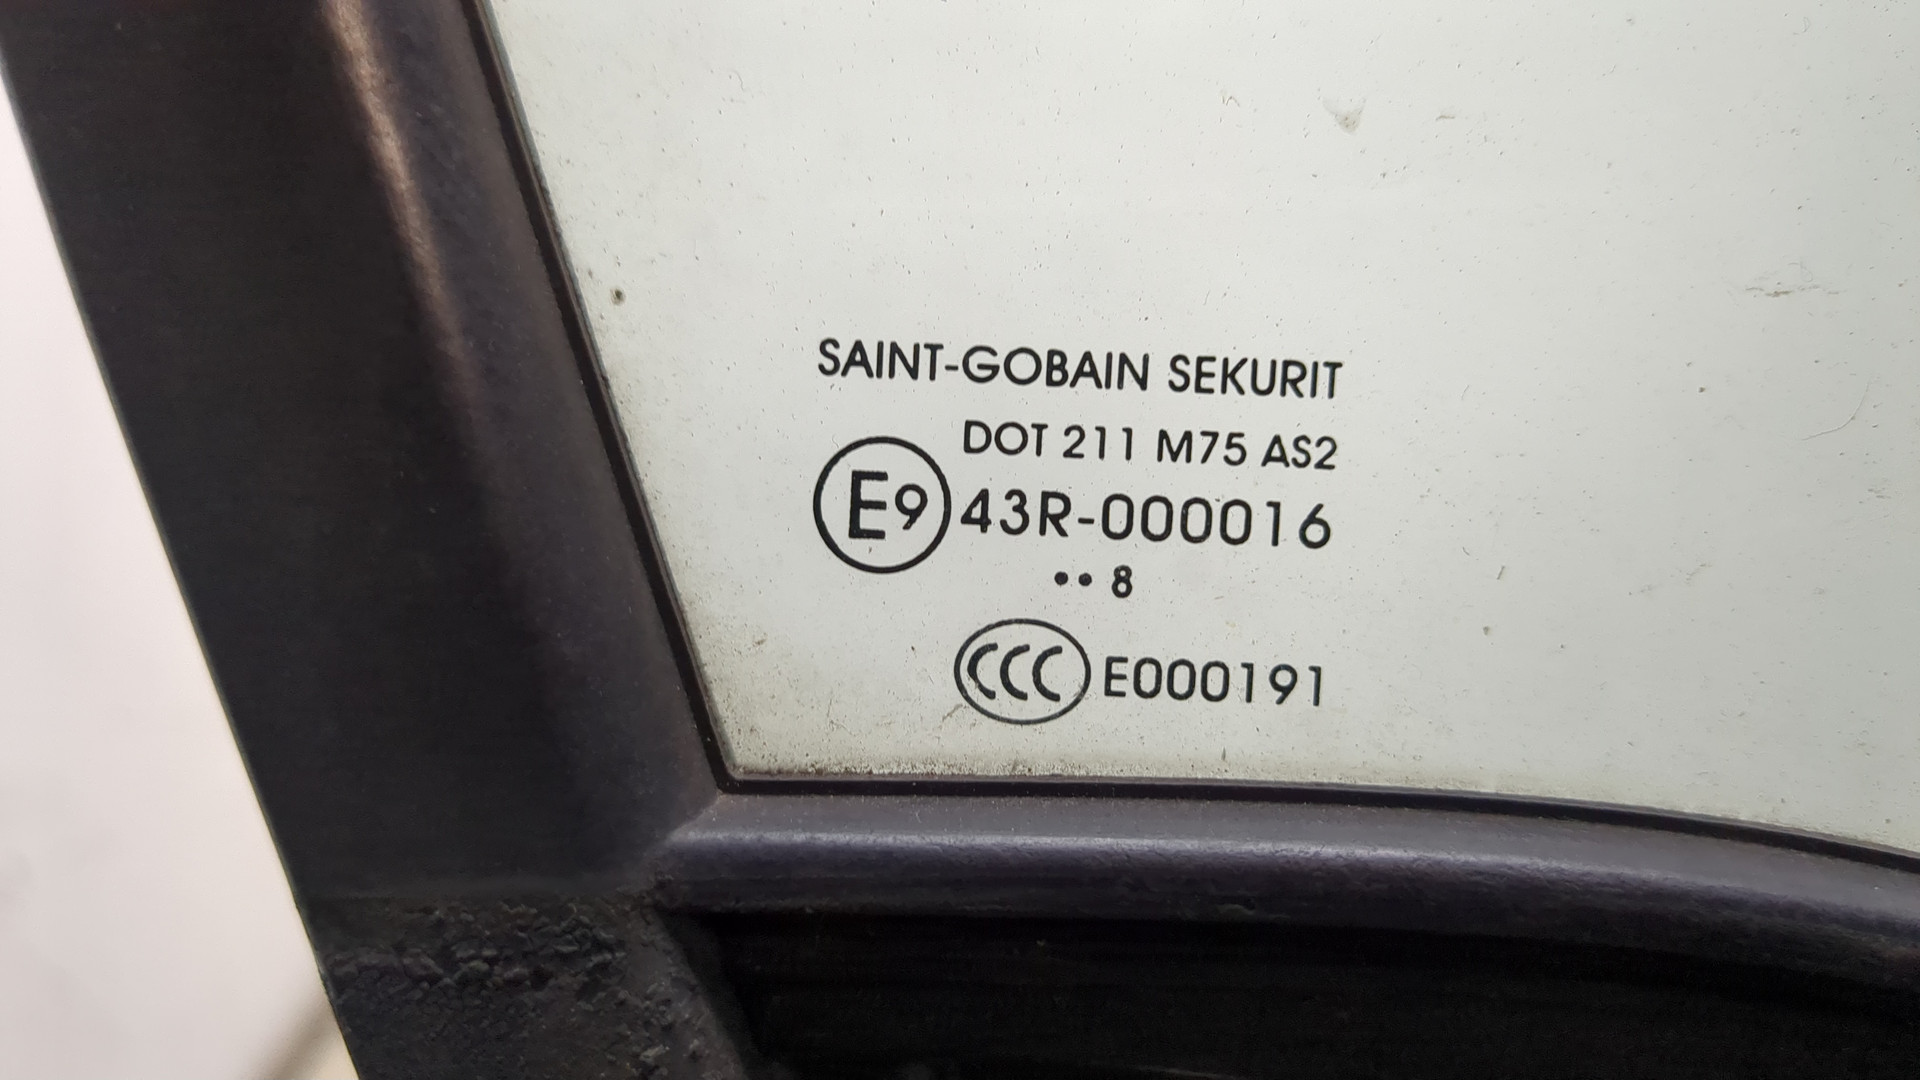 SAINT-GOBAIN SEKURIT
DOT 211 M75 AS2
E9 43R-000016
•• 8
CCC E000191